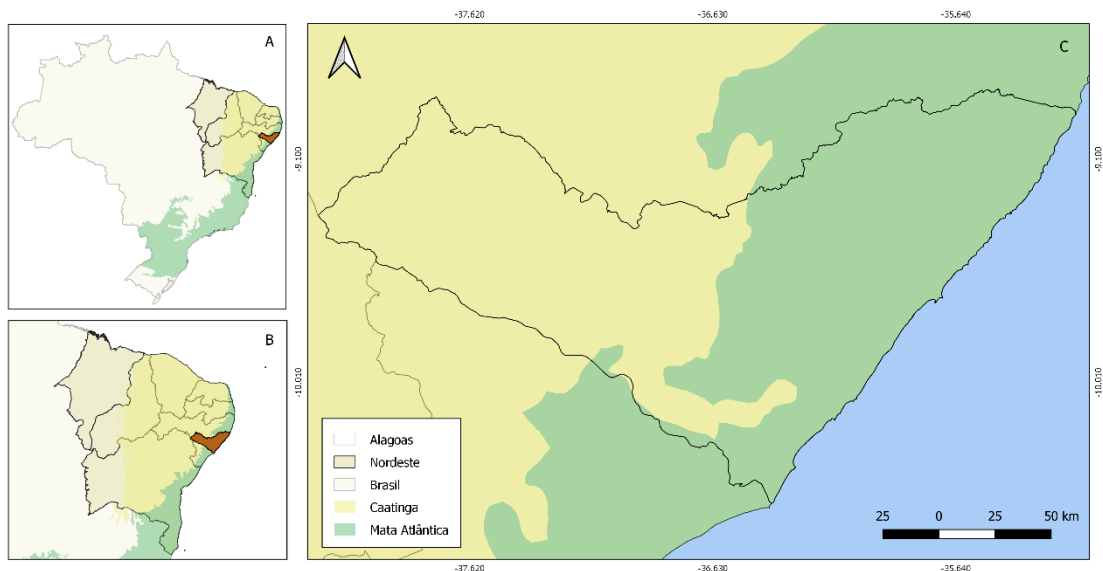 -37.620
-36.630
-35.640
A
C
-9.100
-9.100
B
-10.010
-10.010
Alagoas
Nordeste
Brasil
Caatinga
Mata Atlântica
25 0 25 50 km
-37.620
-36.630
-35.640